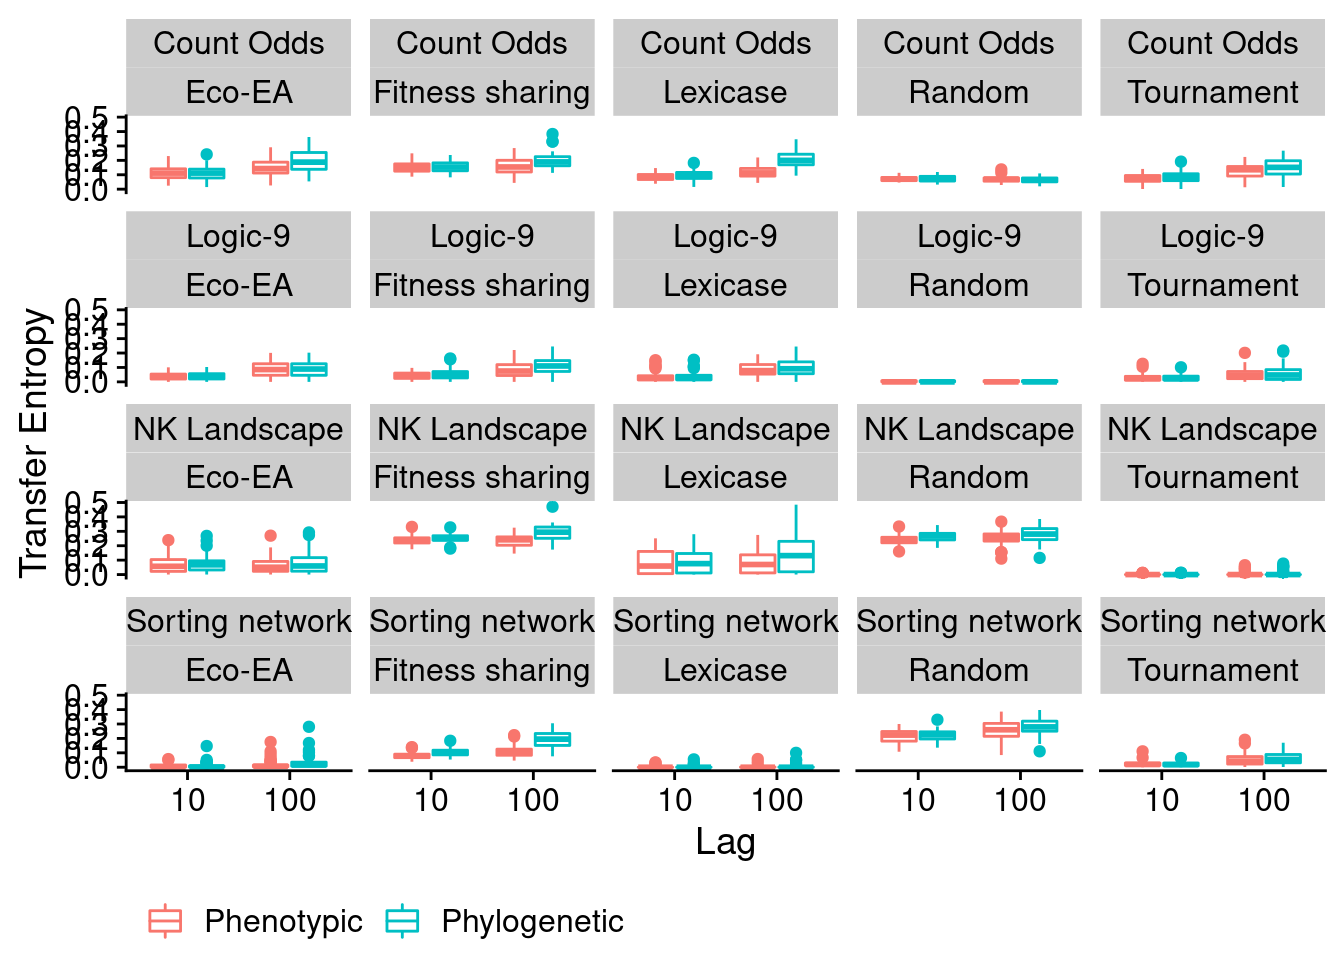 Count Odds Count Odds Count Odds Count Odds Count Odds
Eco-EA Fitness sharing Lexicase Random Tournament
0.5
0.4
0.3
0.2
0.1
0.0
Logic-9 Logic-9 Logic-9 Logic-9 Logic-9
Eco-EA Fitness sharing Lexicase Random Tournament
0.5
0.4
0.3
0.2
0.1
0.0
Transfer Entropy
NK Landscape NK Landscape NK Landscape NK Landscape NK Landscape
Eco-EA Fitness sharing Lexicase Random Tournament
0.5
0.4
0.3
0.2
0.1
0.0
Sorting network Sorting network Sorting network Sorting network Sorting network
Eco-EA Fitness sharing Lexicase Random Tournament
0.5
0.4
0.3
0.2
0.1
0.0
10 100 10 100 10 100 10 100 10 100
Lag
Phenotypic Phylogenetic